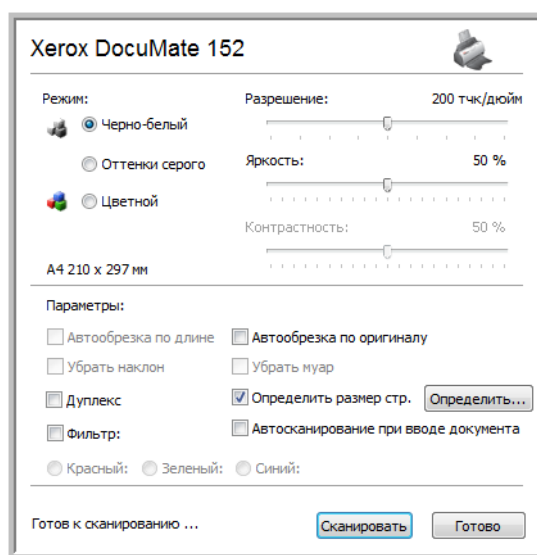 Xerox DocuMate 152
Режим:
Разрешение: 200 тчк/дюйм
Черно-белый
Оттенки серого
Яркость: 50 %
Цветной
Контрастность: 50 %
A4 210 x 297 мм
Параметры:
Автообрезка по длине Автообрезка по оригиналу
Убрать наклон Убрать муар
Дуплекс Определить размер стр. Определить...
Фильтр: Автосканирование при вводе документа
Красный: Зеленый: Синий:
Готов к сканированию ... Сканировать Готово